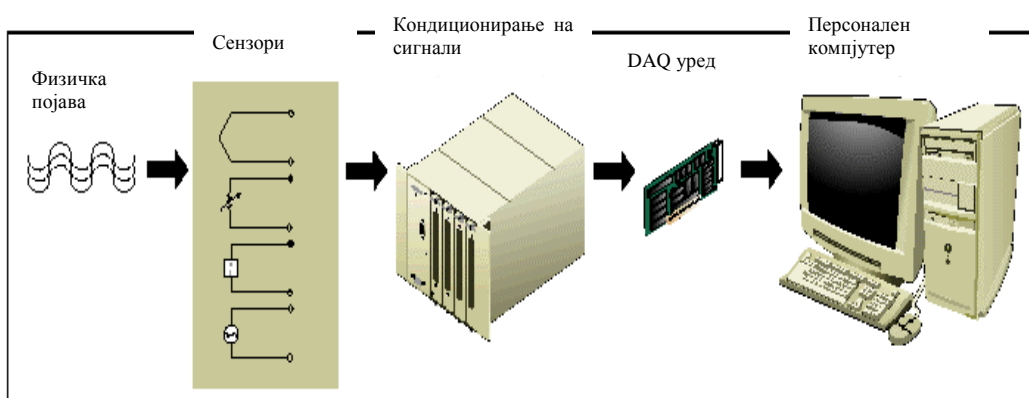 Физичка
појава
Сензори
Кондиционирање на
сигнали
DAQ уред
Персонален
компјутер